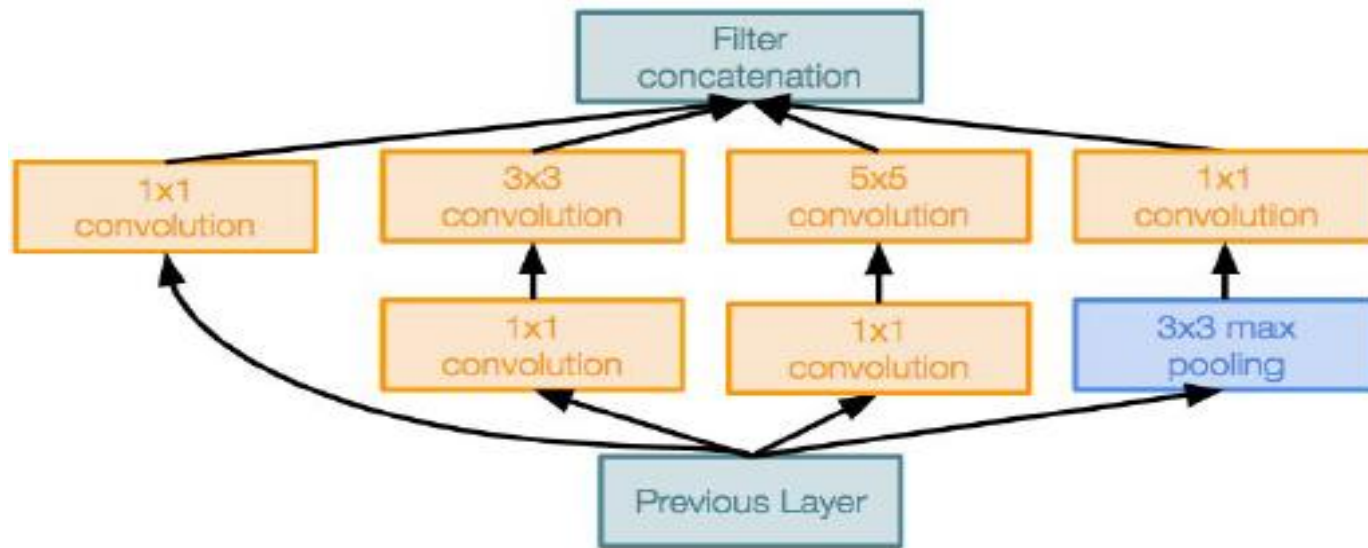 Filter
concatenation
1x1
convolution
3x3
convolution
5x5
convolution
1x1
convolution
1x1
convolution
1x1
convolution
3x3 max
pooling
Previous Layer